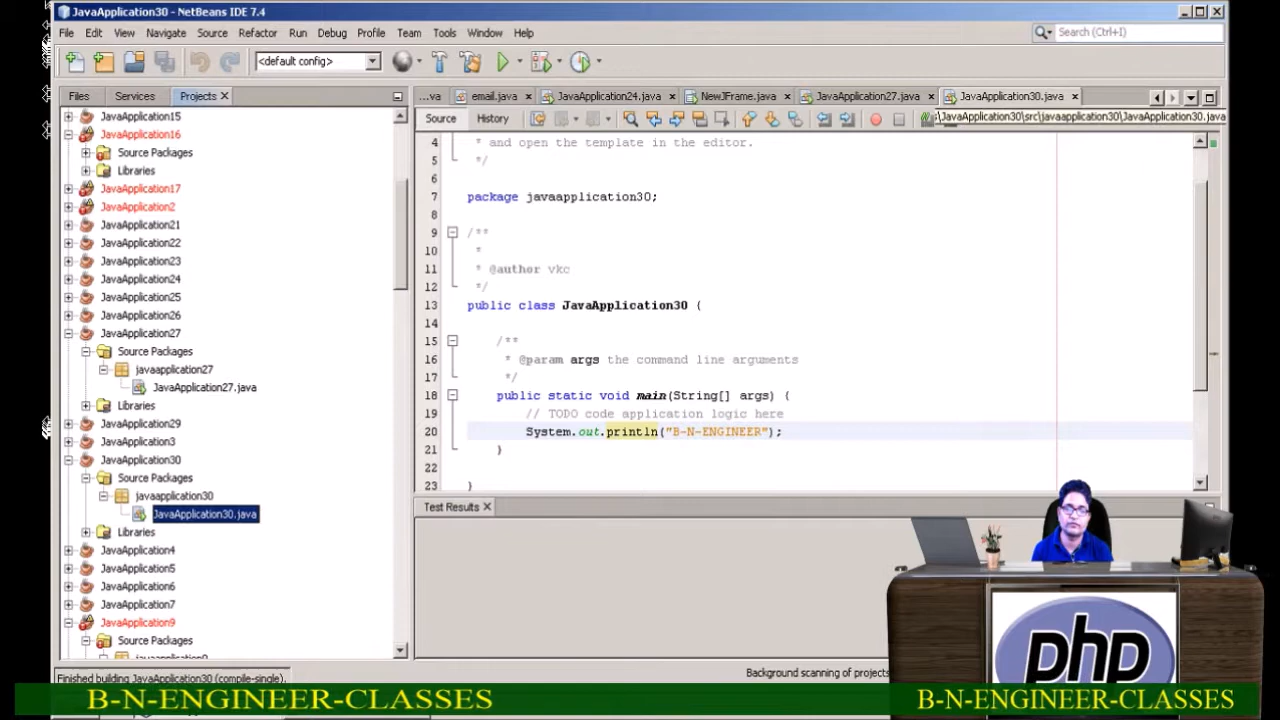 JavaApplication30 - NetBeans IDE 7.4
File Edit View Navigate Source Refactor Run Debug Profile Team Tools Window Help
Search (Ctrl+I)
<default config>
Files Services Projects
...va email.java JavaApplication24.java NewJFrame.java JavaApplication27.java JavaApplication30.java
Source History
\JavaApplication30\src\javaapplication30\JavaApplication30.java
JavaApplication15
JavaApplication16
Source Packages
Libraries
JavaApplication17
JavaApplication2
JavaApplication21
JavaApplication22
JavaApplication23
JavaApplication24
JavaApplication25
JavaApplication26
JavaApplication27
Source Packages
javaapplication27
JavaApplication27.java
Libraries
JavaApplication29
JavaApplication3
JavaApplication30
Source Packages
javaapplication30
JavaApplication30.java
Libraries
JavaApplication4
JavaApplication5
JavaApplication6
JavaApplication7
JavaApplication9
Source Packages
4 * and open the template in the editor.
5 */
6
7 package javaapplication30;
8
9 /**
10 *
11 * @author vkc
12 */
13 public class JavaApplication30 {
14
15 /**
16 * @param args the command line arguments
17 */
18 public static void main(String[] args) {
19 // TODO code application logic here
20 System.out.println("B-N-ENGINEER");
21 }
22
23 }
Test Results
Finished building JavaApplication30 (compile-single).
Background scanning of projects
php
B-N-ENGINEER-CLASSES
B-N-ENGINEER-CLASSES